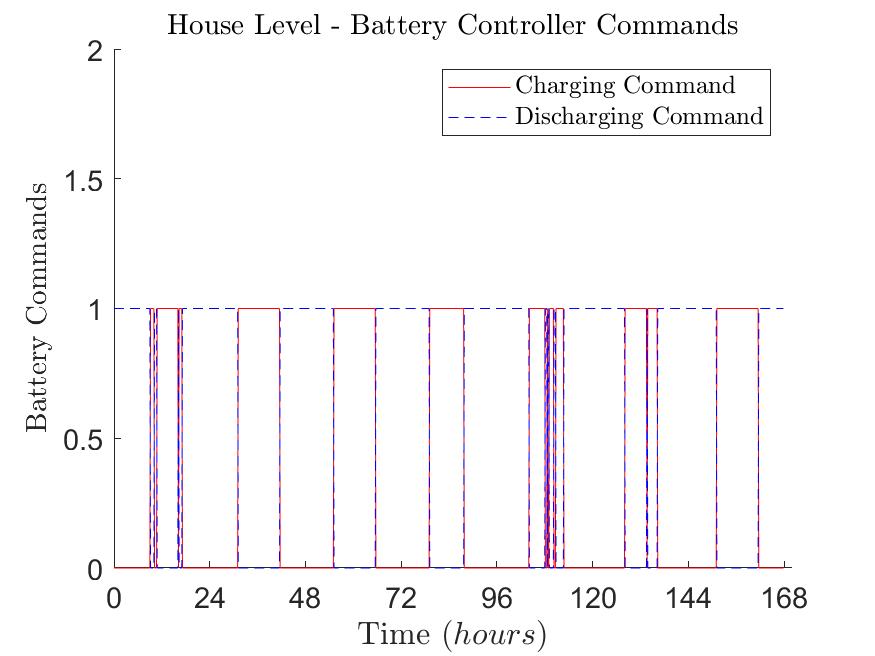 House Level - Battery Controller Commands
Charging Command
Discharging Command
Battery Commands
2
1.5
1
0.5
0
0 24 48 72 96 120 144 168
Time (hours)